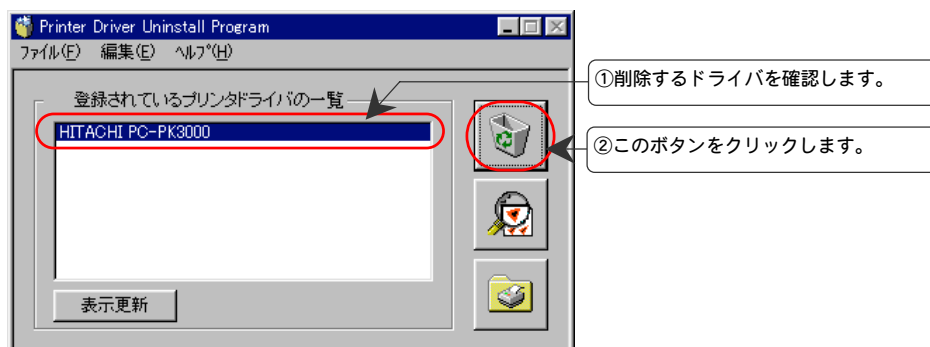 Printer Driver Uninstall Program
ファイル(F) 編集(E) ヘルプ(H)
登録されているプリンタドライバの一覧
HITACHI PC-PK3000
表示更新
①削除するドライバを確認します。
②このボタンをクリックします。